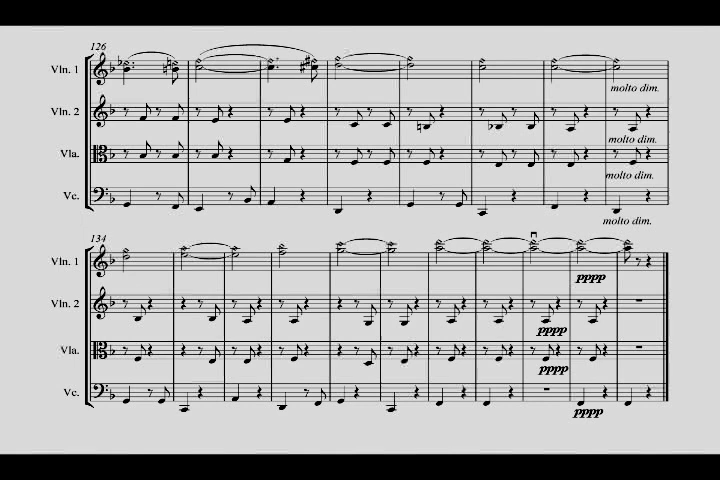 126
Vln. 1
molto dim.
Vln. 2
molto dim.
Vla.
molto dim.
Vc.
molto dim.
134
Vln. 1
pppp
Vln. 2
pppp
Vla.
pppp
Vc.
pppp